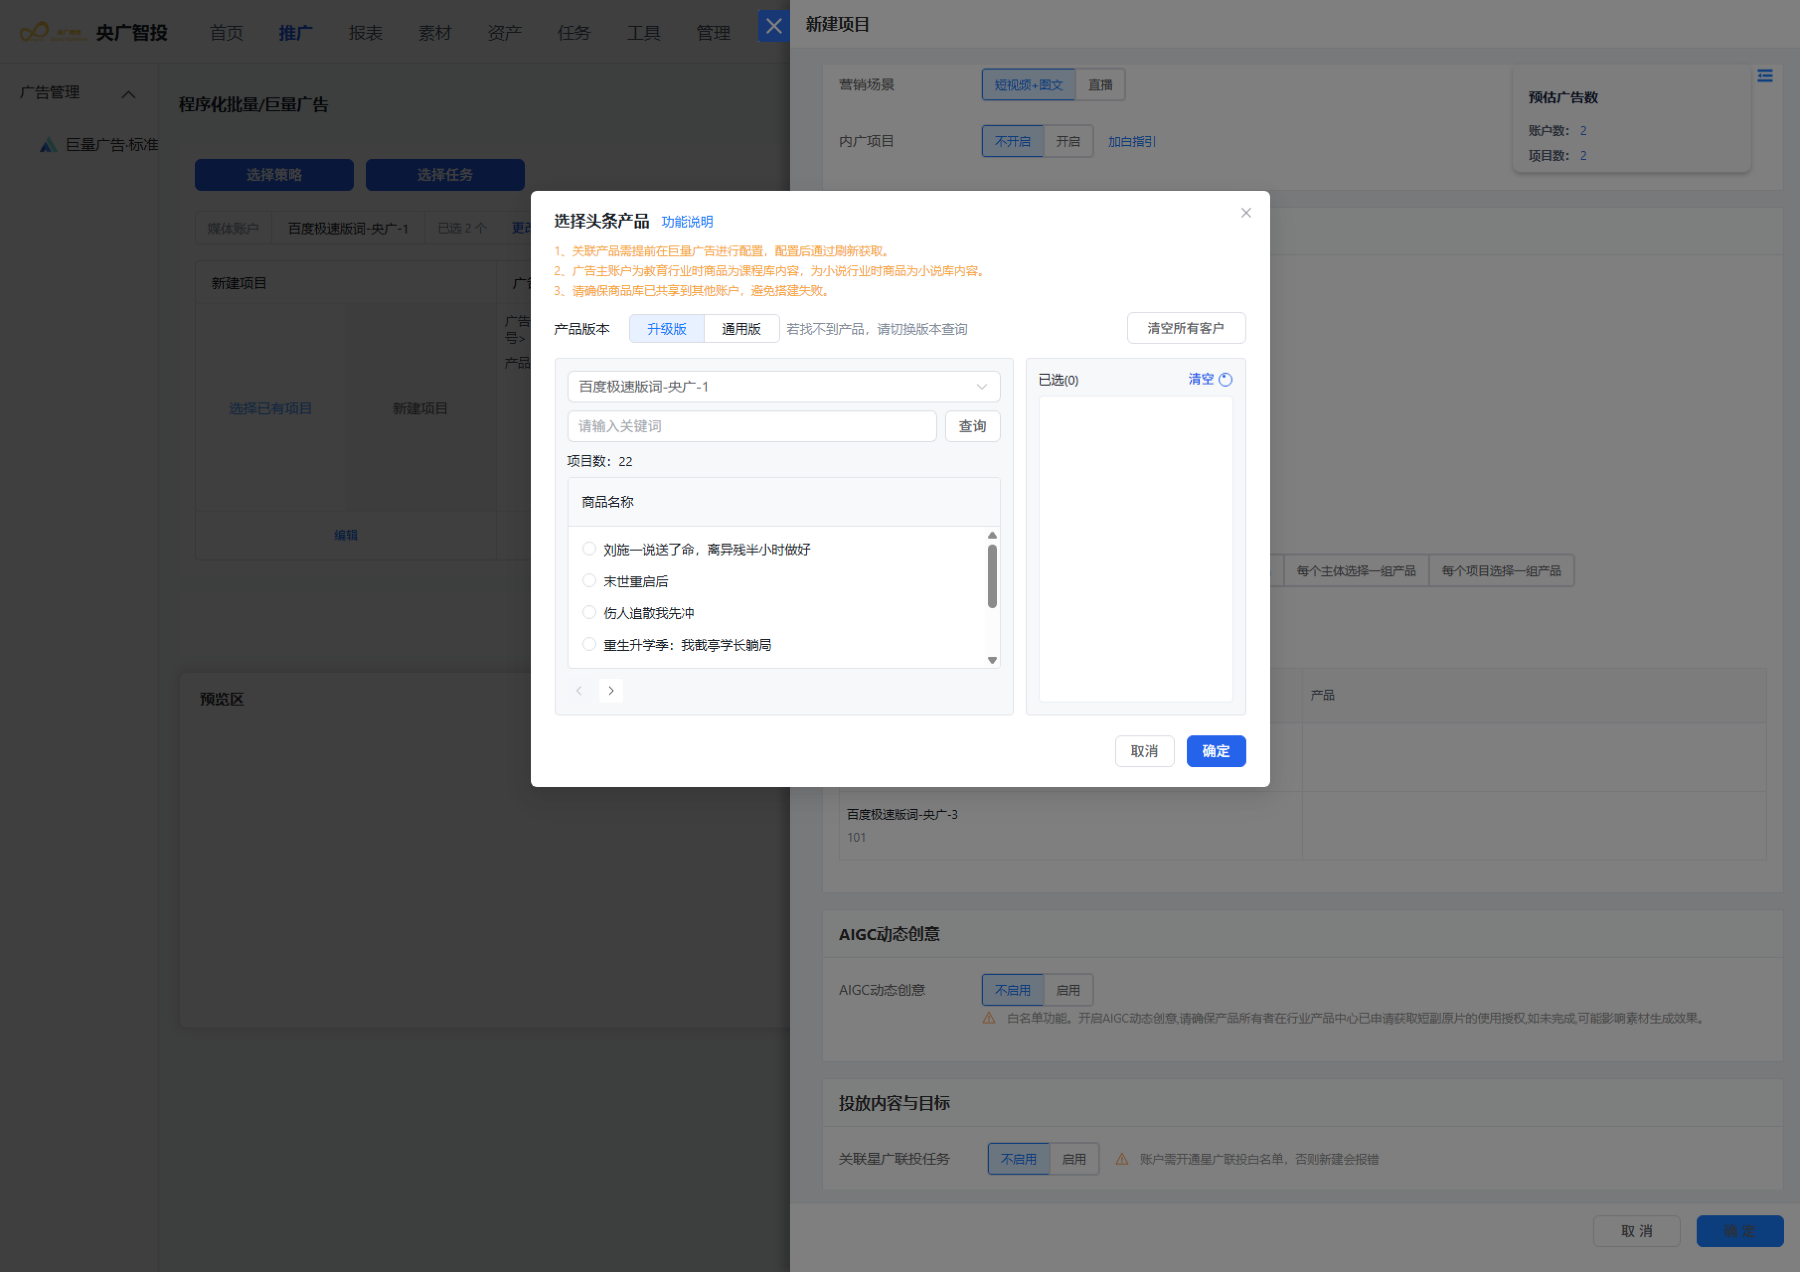 央广智投
首页
推广
报表
素材
资产
任务
工具
管理
新建项目
广告管理
巨量广告-标准
程序化批量/巨量广告
选择策略
选择任务
媒体账户
百度极速版词-央广-1
已选 2 个
新建项目
广告
号>
产品
选择已有项目
新建项目
编辑
预览区
营销场景
短视频+图文
直播
内广项目
不开启
开启
加白指引
预估广告数
账户数： 2
项目数： 2
选择头条产品
功能说明
1、关联产品需提前在巨量广告进行配置，配置后通过刷新获取。
2、广告主账户为教育行业时商品为课程库内容，为小说行业时商品为小说库内容。
3、请确保商品库已共享到其他账户，避免搭建失败。
产品版本
升级版
通用版
若找不到产品，请切换版本查询
清空所有客户
百度极速版词-央广-1
请输入关键词
查询
项目数：22
商品名称
刘施一说送了命，离异残半小时做好
末世重启后
伤人追散我先冲
重生升学季：我截亭学长躺局
已选(0)
清空
取消
确定
每个主体选择一组产品
每个项目选择一组产品
产品
百度极速版词-央广-3
101
AIGC动态创意
AIGC动态创意
不启用
启用
白名单功能。开启AIGC动态创意,请确保产品所有者在行业产品中心已申请获取短副原片的使用授权,如未完成,可能影响素材生成效果。
投放内容与目标
关联星广联投任务
不启用
启用
账户需开通星广联投白名单，否则新建会报错
取 消
确 定